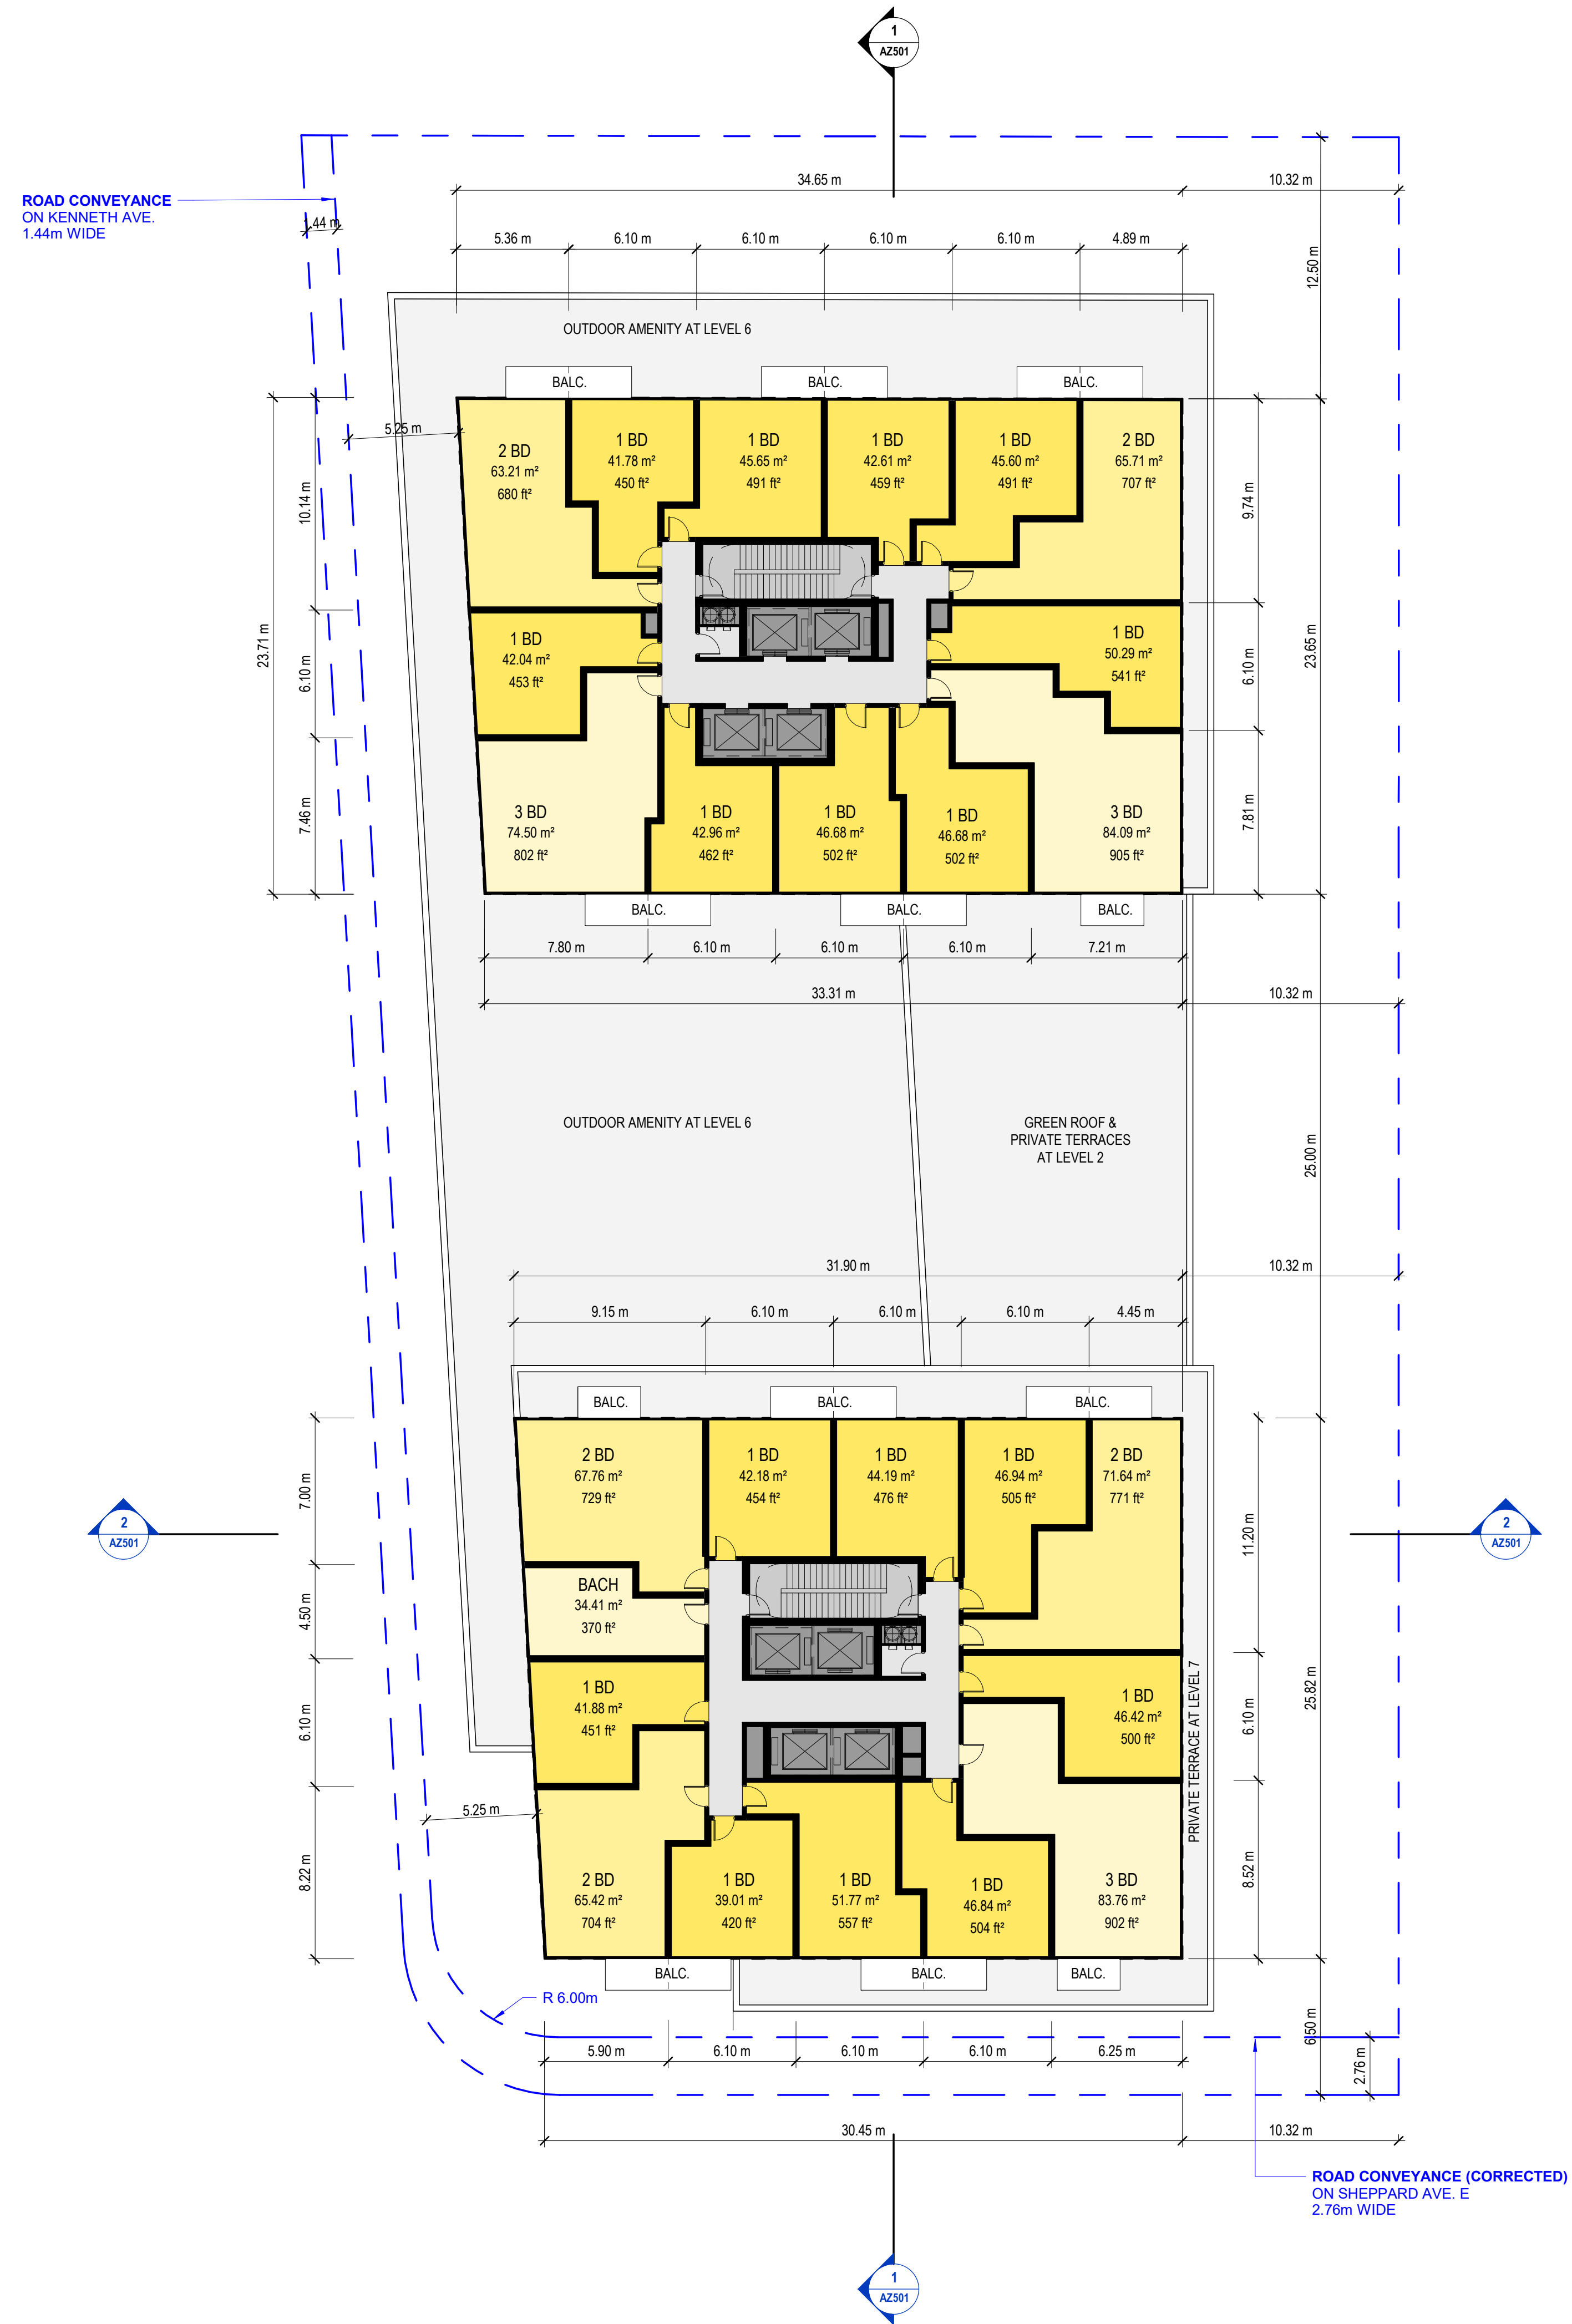 1
AZ501
34.65 m
10.32 m
ROAD CONVEYANCE
ON KENNETH AVE.
1.44m WIDE
1.44 m
5.36 m
6.10 m
6.10 m
6.10 m
6.10 m
4.89 m
12.50 m
OUTDOOR AMENITY AT LEVEL 6
BALC.
BALC.
BALC.
5.25 m
2 BD
63.21 m²
680 ft²
1 BD
41.78 m²
450 ft²
1 BD
45.65 m²
491 ft²
1 BD
42.61 m²
459 ft²
1 BD
45.60 m²
491 ft²
2 BD
65.71 m²
707 ft²
10.14 m
9.74 m
23.71 m
6.10 m
1 BD
42.04 m²
453 ft²
1 BD
50.29 m²
541 ft²
6.10 m
23.65 m
7.46 m
3 BD
74.50 m²
802 ft²
1 BD
42.96 m²
462 ft²
1 BD
46.68 m²
502 ft²
1 BD
46.68 m²
502 ft²
3 BD
84.09 m²
905 ft²
7.81 m
BALC.
BALC.
BALC.
7.80 m
6.10 m
6.10 m
6.10 m
7.21 m
33.31 m
10.32 m
OUTDOOR AMENITY AT LEVEL 6
GREEN ROOF &
PRIVATE TERRACES
AT LEVEL 2
25.00 m
31.90 m
10.32 m
9.15 m
6.10 m
6.10 m
6.10 m
4.45 m
BALC.
BALC.
BALC.
7.00 m
2 BD
67.76 m²
729 ft²
1 BD
42.18 m²
454 ft²
1 BD
44.19 m²
476 ft²
1 BD
46.94 m²
505 ft²
2 BD
71.64 m²
771 ft²
11.20 m
2
AZ501
2
AZ501
4.50 m
BACH
34.41 m²
370 ft²
6.10 m
1 BD
41.88 m²
451 ft²
1 BD
46.42 m²
500 ft²
6.10 m
25.82 m
PRIVATE TERRACE AT LEVEL 7
5.25 m
8.22 m
2 BD
65.42 m²
704 ft²
1 BD
39.01 m²
420 ft²
1 BD
51.77 m²
557 ft²
1 BD
46.84 m²
504 ft²
3 BD
83.76 m²
902 ft²
8.52 m
BALC.
BALC.
BALC.
R 6.00m
6.50 m
5.90 m
6.10 m
6.10 m
6.10 m
6.25 m
2.76 m
30.45 m
10.32 m
ROAD CONVEYANCE (CORRECTED)
ON SHEPPARD AVE. E
2.76m WIDE
1
AZ501